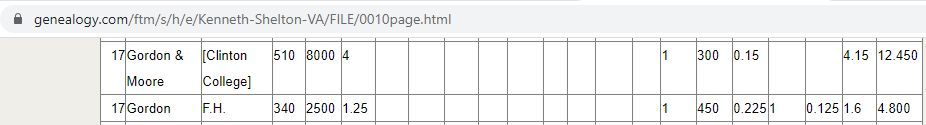 genealogy.com/ftm/s/h/e/Kenneth-Shelton-VA/FILE/0010page.html
17 Gordon & [Clinton 510 8000 4 1 300 0.15 4.15 12.450
Moore College]
17 Gordon F.H. 340 2500 1.25 1 450 0.225 1 0.125 1.6 4.800